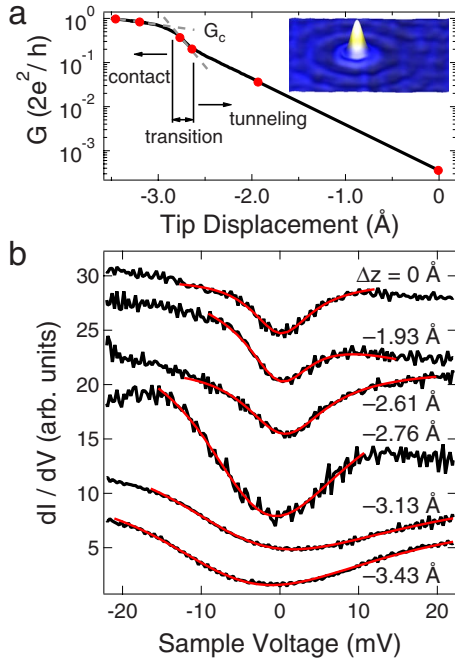 a
10⁰
10⁻¹
10⁻²
10⁻³
G (2e² / h)
G_c
contact
transition
tunneling
-3.0 -2.0 -1.0 0
Tip Displacement (Å)
b
30
25
20
15
10
5
dI / dV (arb. units)
Δz = 0 Å
−1.93 Å
−2.61 Å
−2.76 Å
−3.13 Å
−3.43 Å
-20 -10 0 10 20
Sample Voltage (mV)